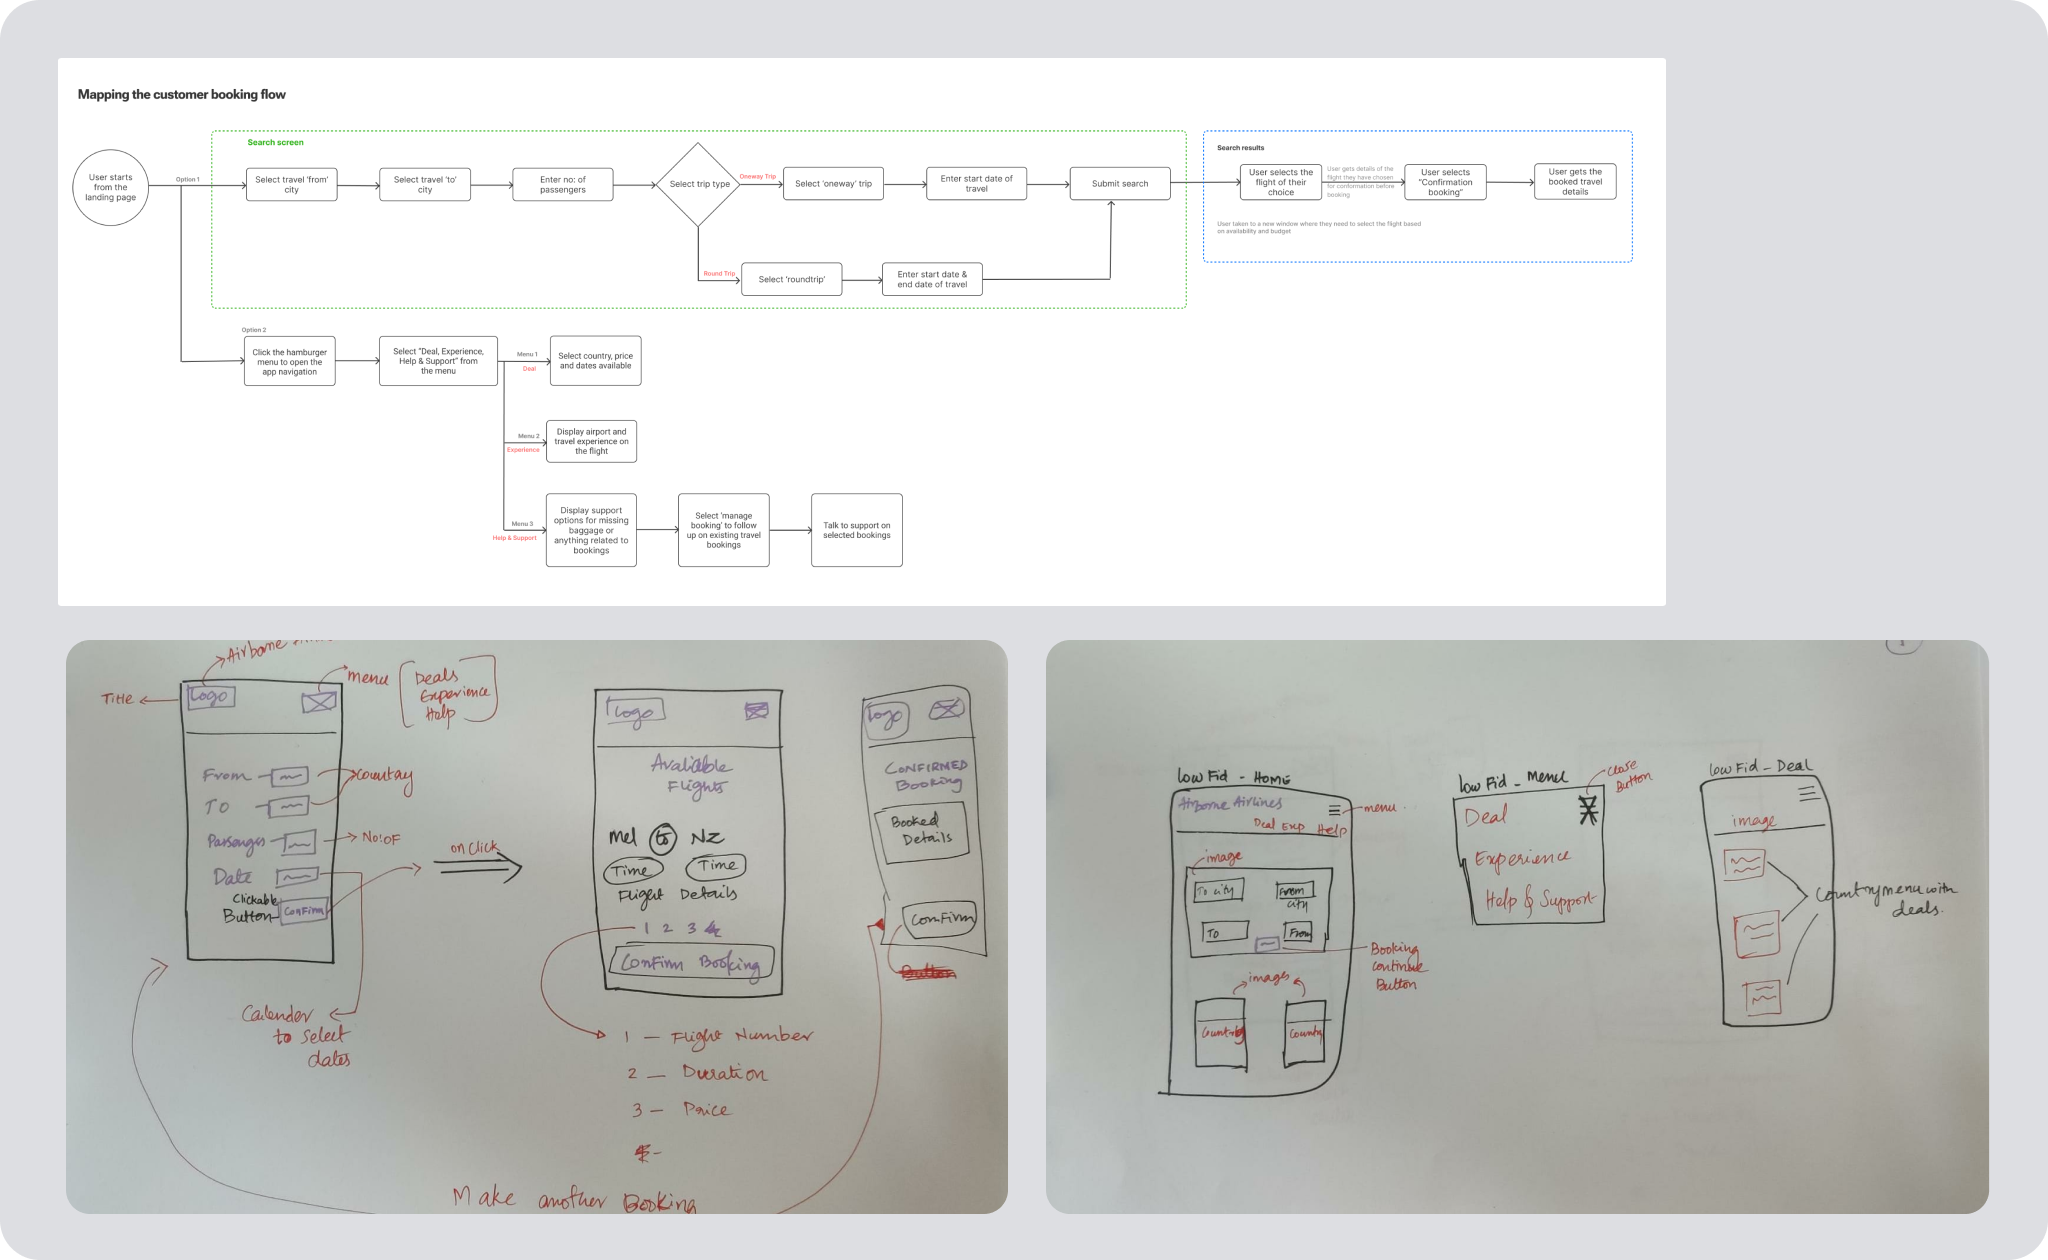 Mapping the customer booking flow
Search screen
User starts
from the
landing page
Option 1
Select travel ‘from’
city
Select travel ‘to’
city
Enter no: of
passengers
Select trip type
Oneway Trip
Select ‘oneway’ trip
Enter start date of
travel
Submit search
Round Trip
Select ‘roundtrip’
Enter start date &
end date of travel
Search results
User selects the
flight of their
choice
User gets details of the
flight they have chosen
for conformation before
booking
User selects
“Confirmation
booking”
User gets the
booked travel
details
User taken to a new window where they need to select the flight based
on availability and budget
Option 2
Click the hamburger
menu to open the
app navigation
Select “Deal, Experience,
Help & Support” from
the menu
Menu 1
Deal
Select country, price
and dates available
Menu 2
Experience
Display airport and
travel experience on
the flight
Menu 3
Help & Support
Display support
options for missing
baggage or
anything related to
bookings
Select ‘manage
booking’ to follow
up on existing travel
bookings
Talk to support on
selected bookings
Airborne
Title
Logo
menu
Deals
Experience
Help
From
country
To
Passenges
No: of
Date
Clickable
Button
Confirm
Calender
to select
dates
on Click
Logo
Avaliable
Flights
Mel to NZ
Time Time
Flight Details
1 2 3
Confirm Booking
1 — Flight Number
2 — Duration
3 — Price
Make another Booking
Logo
CONFIRMED
Booking
Booked
Details
Confirm
Button
low Fid - HOME
Airborne Airlines
menu
Deal Exp Help
image
To city
From
city
To
From
Booking
continue
Button
images
Country
Country
low Fid - Menu
close
Button
Deal
Experience
Help & Support
low Fid - Deal
image
Country menu with
deals.
1